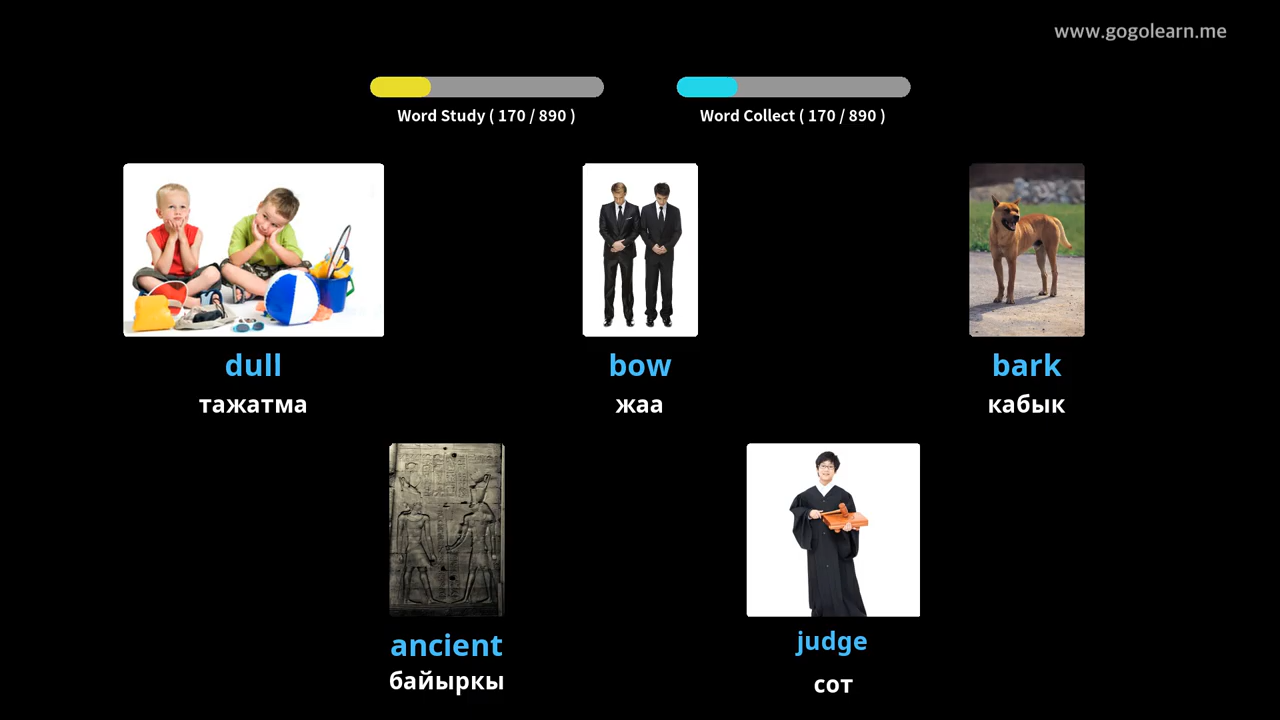 www.gogolearn.me
Word Study ( 170 / 890 )
Word Collect ( 170 / 890 )
dull
тажатма
bow
жаа
bark
кабык
ancient
байыркы
judge
сот